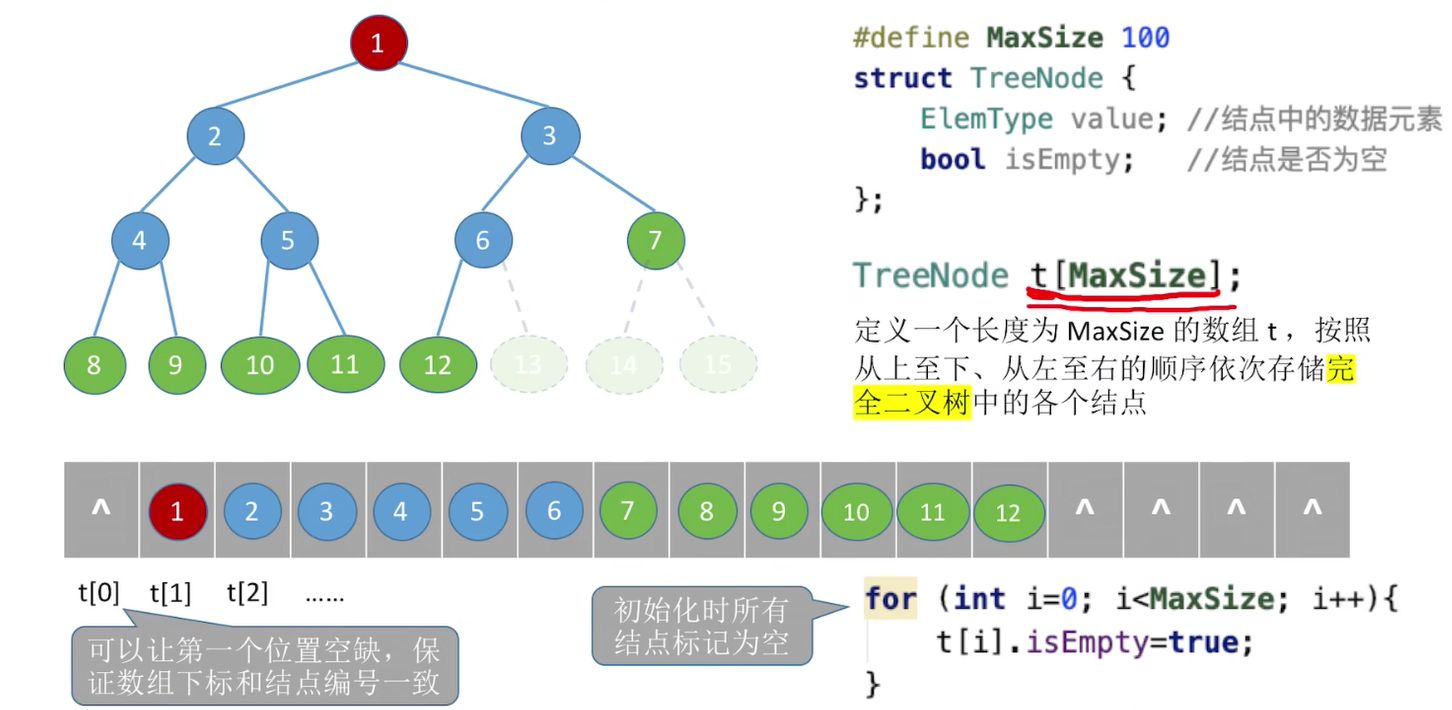 1
2 3
4 5 6 7
8 9 10 11 12 13 14 15
#define MaxSize 100
struct TreeNode {
ElemType value; //结点中的数据元素
bool isEmpty; //结点是否为空
};
TreeNode t[MaxSize];
定义一个长度为 MaxSize 的数组 t ，按照
从上至下、从左至右的顺序依次存储完
全二叉树中的各个结点
^ 1 2 3 4 5 6 7 8 9 10 11 12 ^ ^ ^ ^
t[0] t[1] t[2] ……
可以让第一个位置空缺，保
证数组下标和结点编号一致
初始化时所有
结点标记为空
for (int i=0; i<MaxSize; i++){
t[i].isEmpty=true;
}